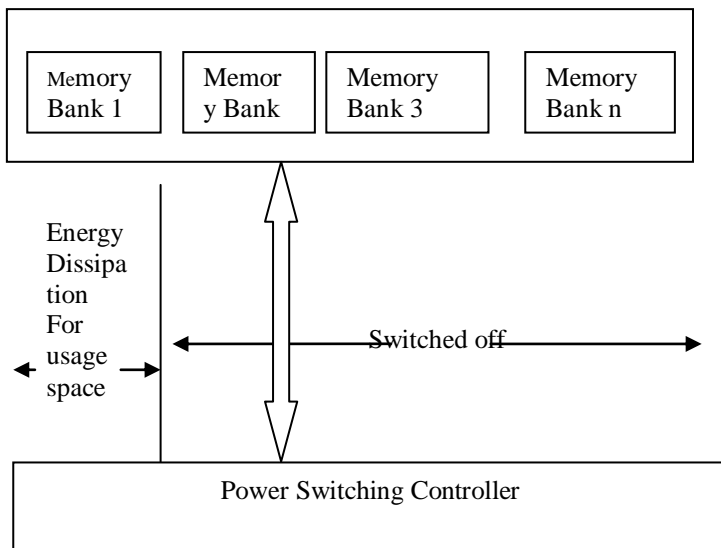 Memory
Bank 1
Memor
y Bank
Memory
Bank 3
Memory
Bank n
Energy
Dissipa
tion
For
usage
space
Switched off
Power Switching Controller